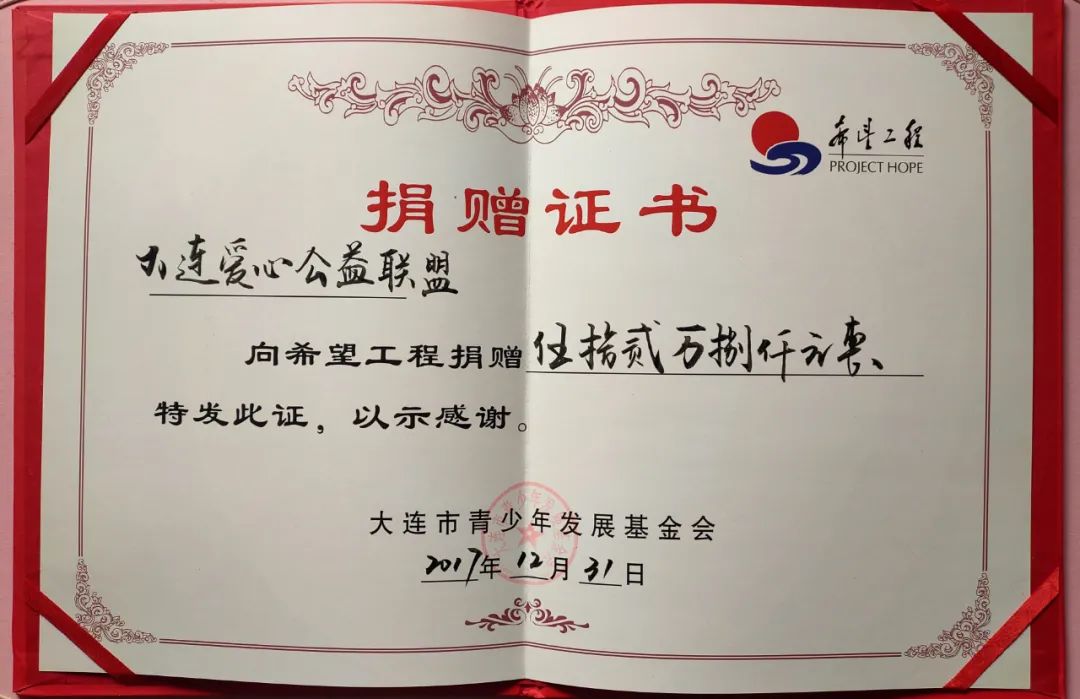 希望工程
PROJECT HOPE
捐赠证书
大连爱心公益联盟
向希望工程捐赠伍拾贰万捌仟元整
特发此证，以示感谢。
大连市青少年发展基金会
2017年12月31日